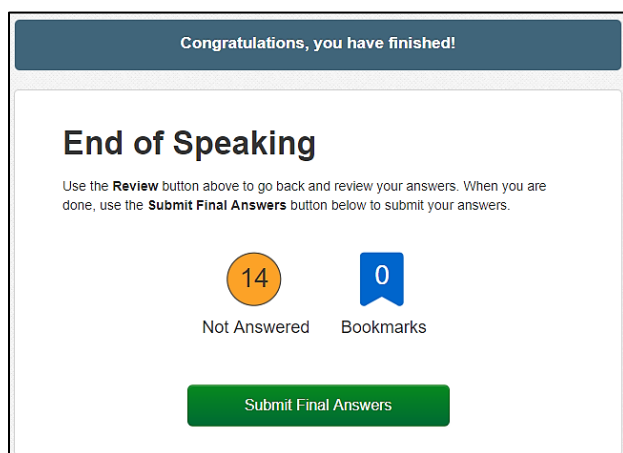 Congratulations, you have finished!
End of Speaking
Use the Review button above to go back and review your answers. When you are
done, use the Submit Final Answers button below to submit your answers.
14
0
Not Answered
Bookmarks
Submit Final Answers